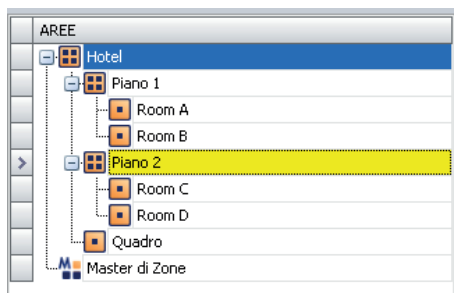 AREE
Hotel
Piano 1
Room A
Room B
Piano 2
Room C
Room D
Quadro
Master di Zone